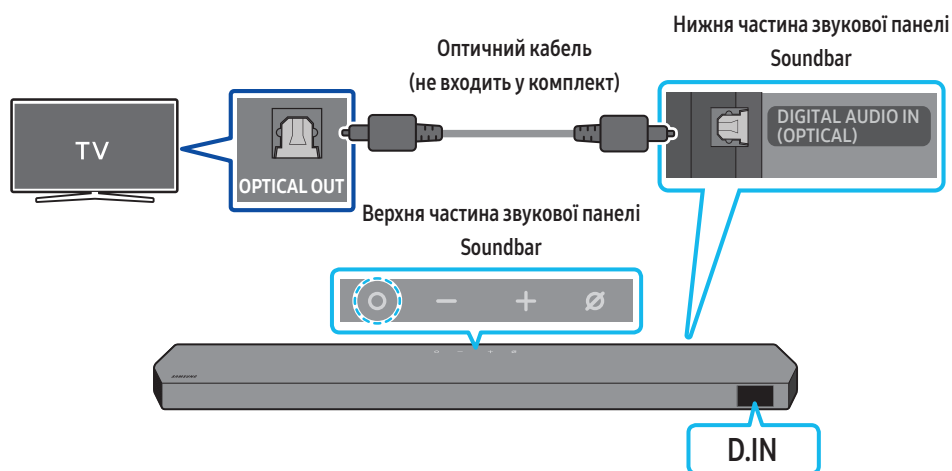 Нижня частина звукової панелі
Soundbar
Оптичний кабель
(не входить у комплект)
DIGITAL AUDIO IN
(OPTICAL)
TV
OPTICAL OUT
Верхня частина звукової панелі
Soundbar
SAMSUNG
D.IN